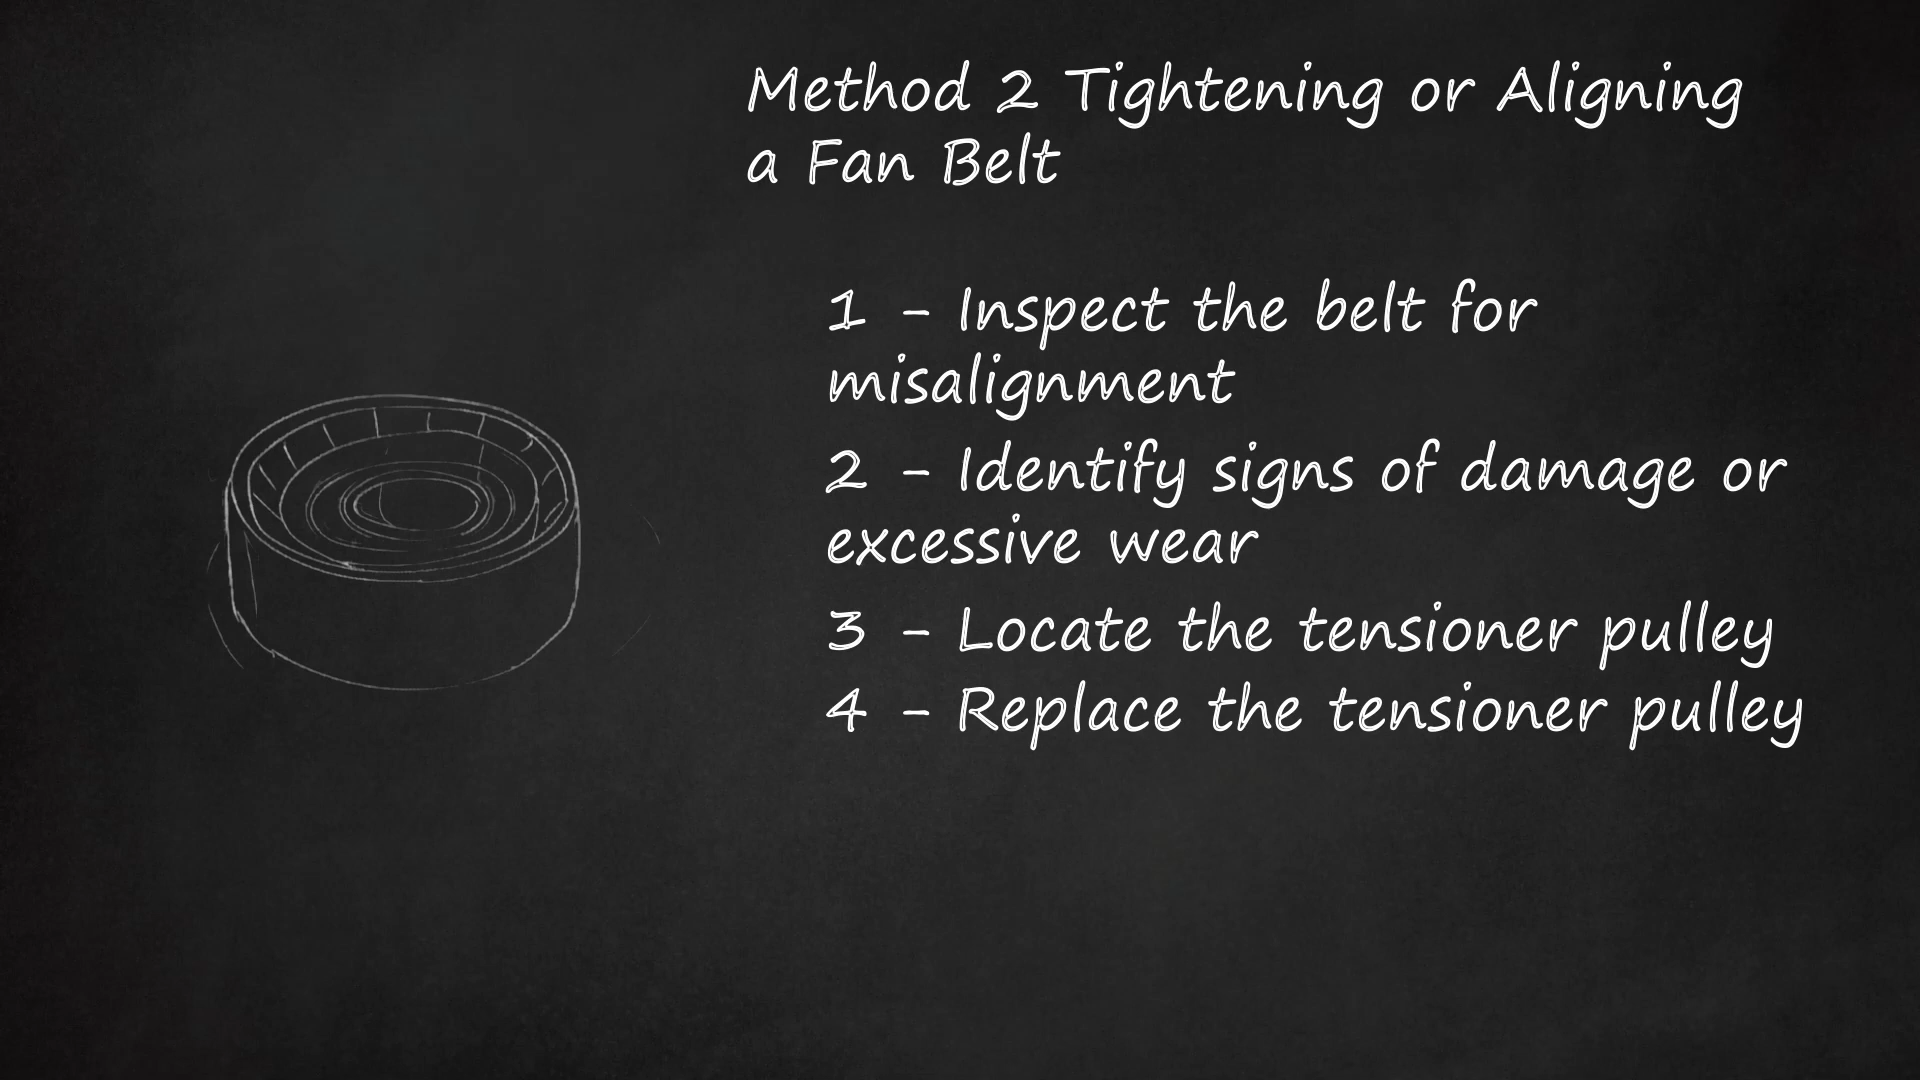 Method 2 Tightening or Aligning
a Fan Belt
1 - Inspect the belt for
misalignment
2 - Identify signs of damage or
excessive wear
3 - Locate the tensioner pulley
4 - Replace the tensioner pulley